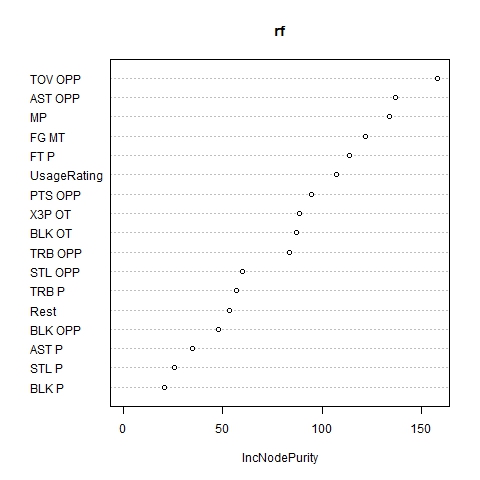 rf
TOV OPP
AST OPP
MP
FG MT
FT P
UsageRating
PTS OPP
X3P OT
BLK OT
TRB OPP
STL OPP
TRB P
Rest
BLK OPP
AST P
STL P
BLK P
0 50 100 150
IncNodePurity